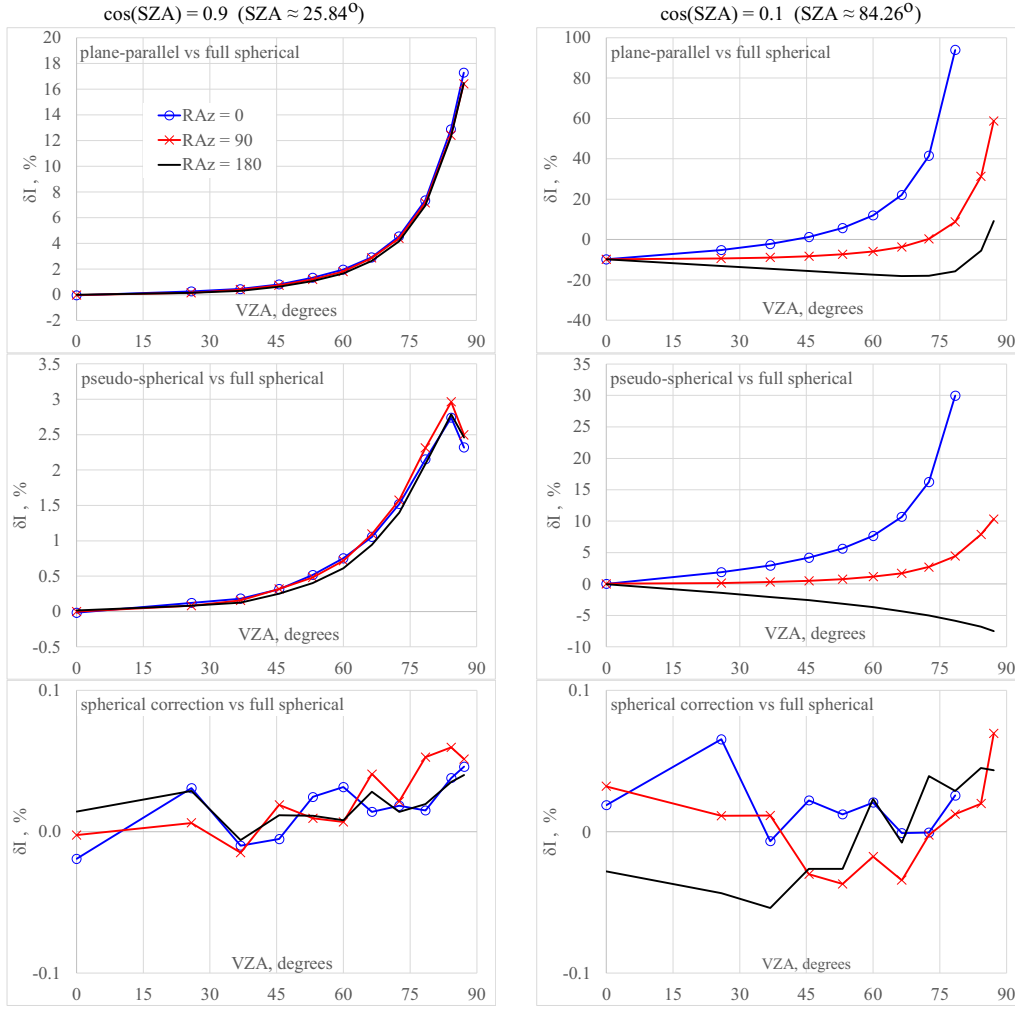 cos(SZA) = 0.9 (SZA ≈ 25.84°)
cos(SZA) = 0.1 (SZA ≈ 84.26°)
plane-parallel vs full spherical
20
18
16
14
12
10
8
6
4
2
0
-2
δI , %
RAz = 0
RAz = 90
RAz = 180
VZA, degrees
0 15 30 45 60 75 90
plane-parallel vs full spherical
100
80
60
40
20
0
-20
-40
δI , %
VZA, degrees
0 15 30 45 60 75 90
pseudo-spherical vs full spherical
3.5
3
2.5
2
1.5
1
0.5
0
-0.5
δI , %
VZA, degrees
0 15 30 45 60 75 90
pseudo-spherical vs full spherical
35
30
25
20
15
10
5
0
-5
-10
δI , %
VZA, degrees
0 15 30 45 60 75 90
spherical correction vs full spherical
0.1
0.0
-0.1
δI , %
VZA, degrees
0 15 30 45 60 75 90
spherical correction vs full spherical
0.1
0.0
-0.1
δI , %
VZA, degrees
0 15 30 45 60 75 90